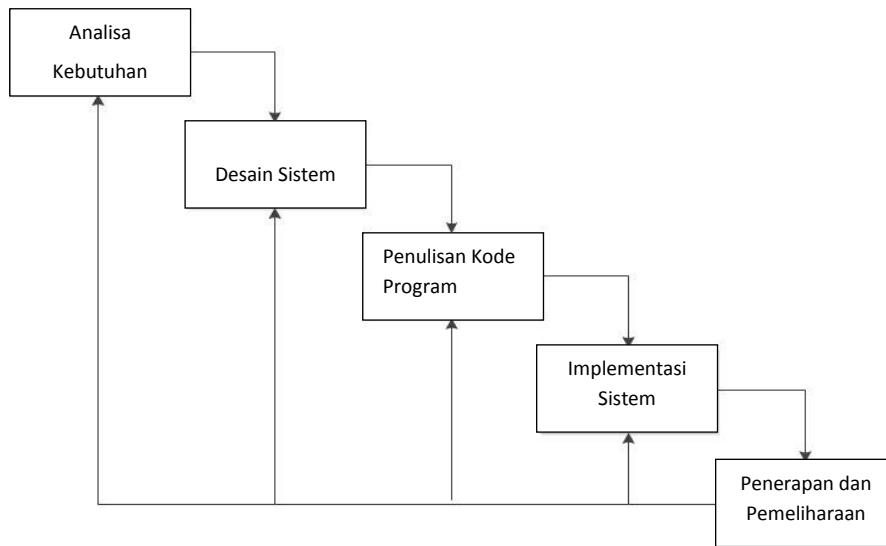 Analisa
Kebutuhan
Desain Sistem
Penulisan Kode
Program
Implementasi
Sistem
Penerapan dan
Pemeliharaan